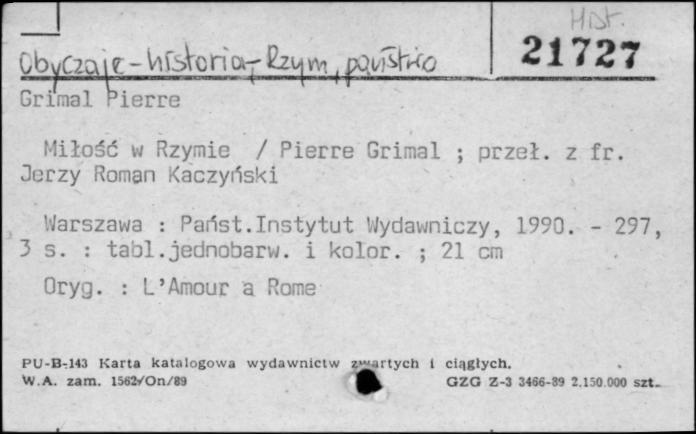 Hist.
21727
Obyczaje - historia - Rzym, państwo
Grimal Pierre
Miłość w Rzymie / Pierre Grimal ; przeł. z fr.
Jerzy Roman Kaczyński
Warszawa : Państ.Instytut Wydawniczy, 1990. - 297,
3 s. : tabl.jednobarw. i kolor. ; 21 cm
Oryg. : L'Amour a Rome
PU-B-143 Karta katalogowa wydawnictw zwartych i ciągłych.
W.A. zam. 1562/On/89 GZG Z-3 3466-89 2.150.000 szt.